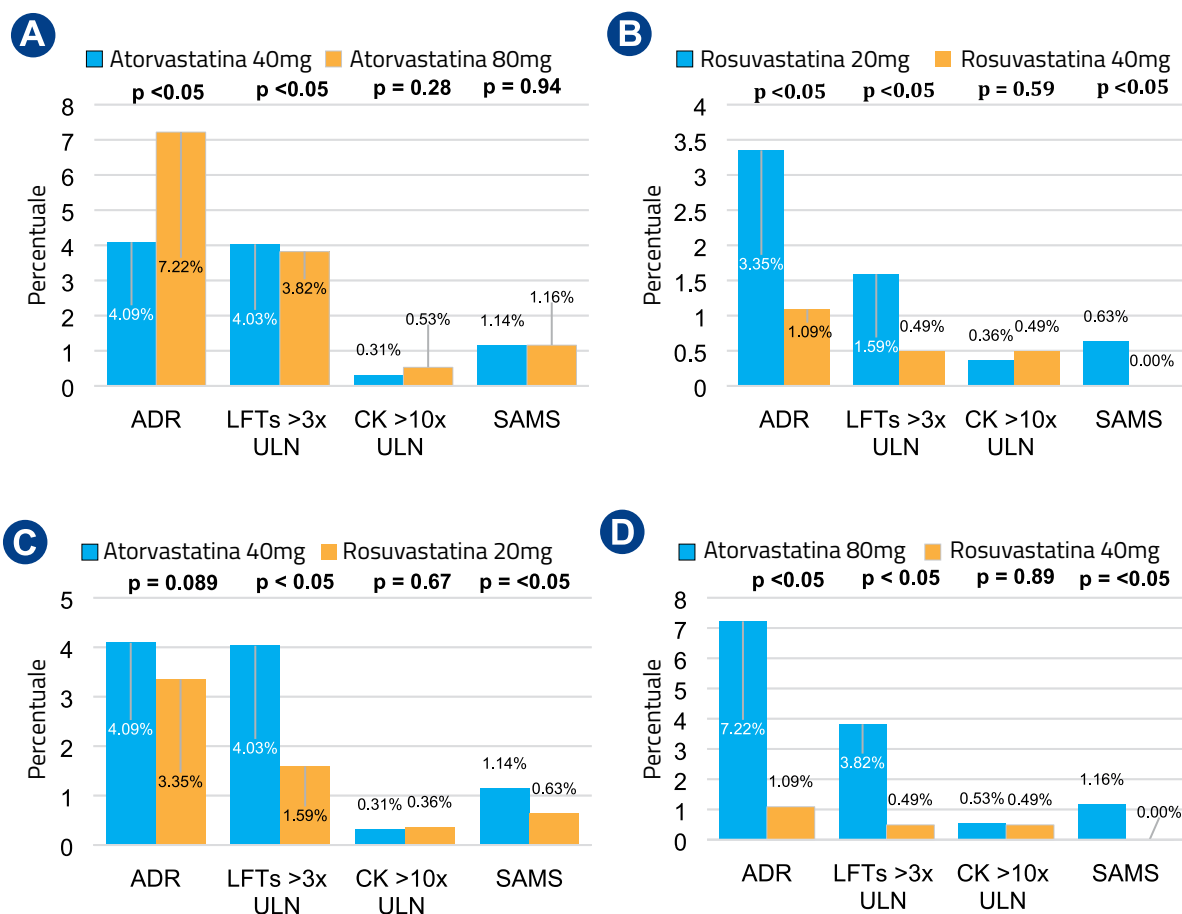 A
Atorvastatina 40mg Atorvastatina 80mg
p <0.05 p <0.05 p = 0.28 p = 0.94
Percentuale
8
7
6
5
4
3
2
1
0
4.09%
7.22%
4.03%
3.82%
0.31%
0.53%
1.14%
1.16%
ADR LFTs >3x CK >10x SAMS
ULN ULN
B
Rosuvastatina 20mg Rosuvastatina 40mg
p <0.05 p <0.05 p = 0.59 p <0.05
Percentuale
4
3.5
3
2.5
2
1.5
1
0.5
0
3.35%
1.09%
1.59%
0.49%
0.36%
0.49%
0.63%
0.00%
ADR LFTs >3x CK >10x SAMS
ULN ULN
C
Atorvastatina 40mg Rosuvastatina 20mg
p = 0.089 p < 0.05 p = 0.67 p = <0.05
Percentuale
5
4
3
2
1
0
4.09%
3.35%
4.03%
1.59%
0.31%
0.36%
1.14%
0.63%
ADR LFTs >3x CK >10x SAMS
ULN ULN
D
Atorvastatina 80mg Rosuvastatina 40mg
p <0.05 p < 0.05 p = 0.89 p = <0.05
Percentuale
8
7
6
5
4
3
2
1
0
7.22%
1.09%
3.82%
0.49%
0.53%
0.49%
1.16%
0.00%
ADR LFTs >3x CK >10x SAMS
ULN ULN